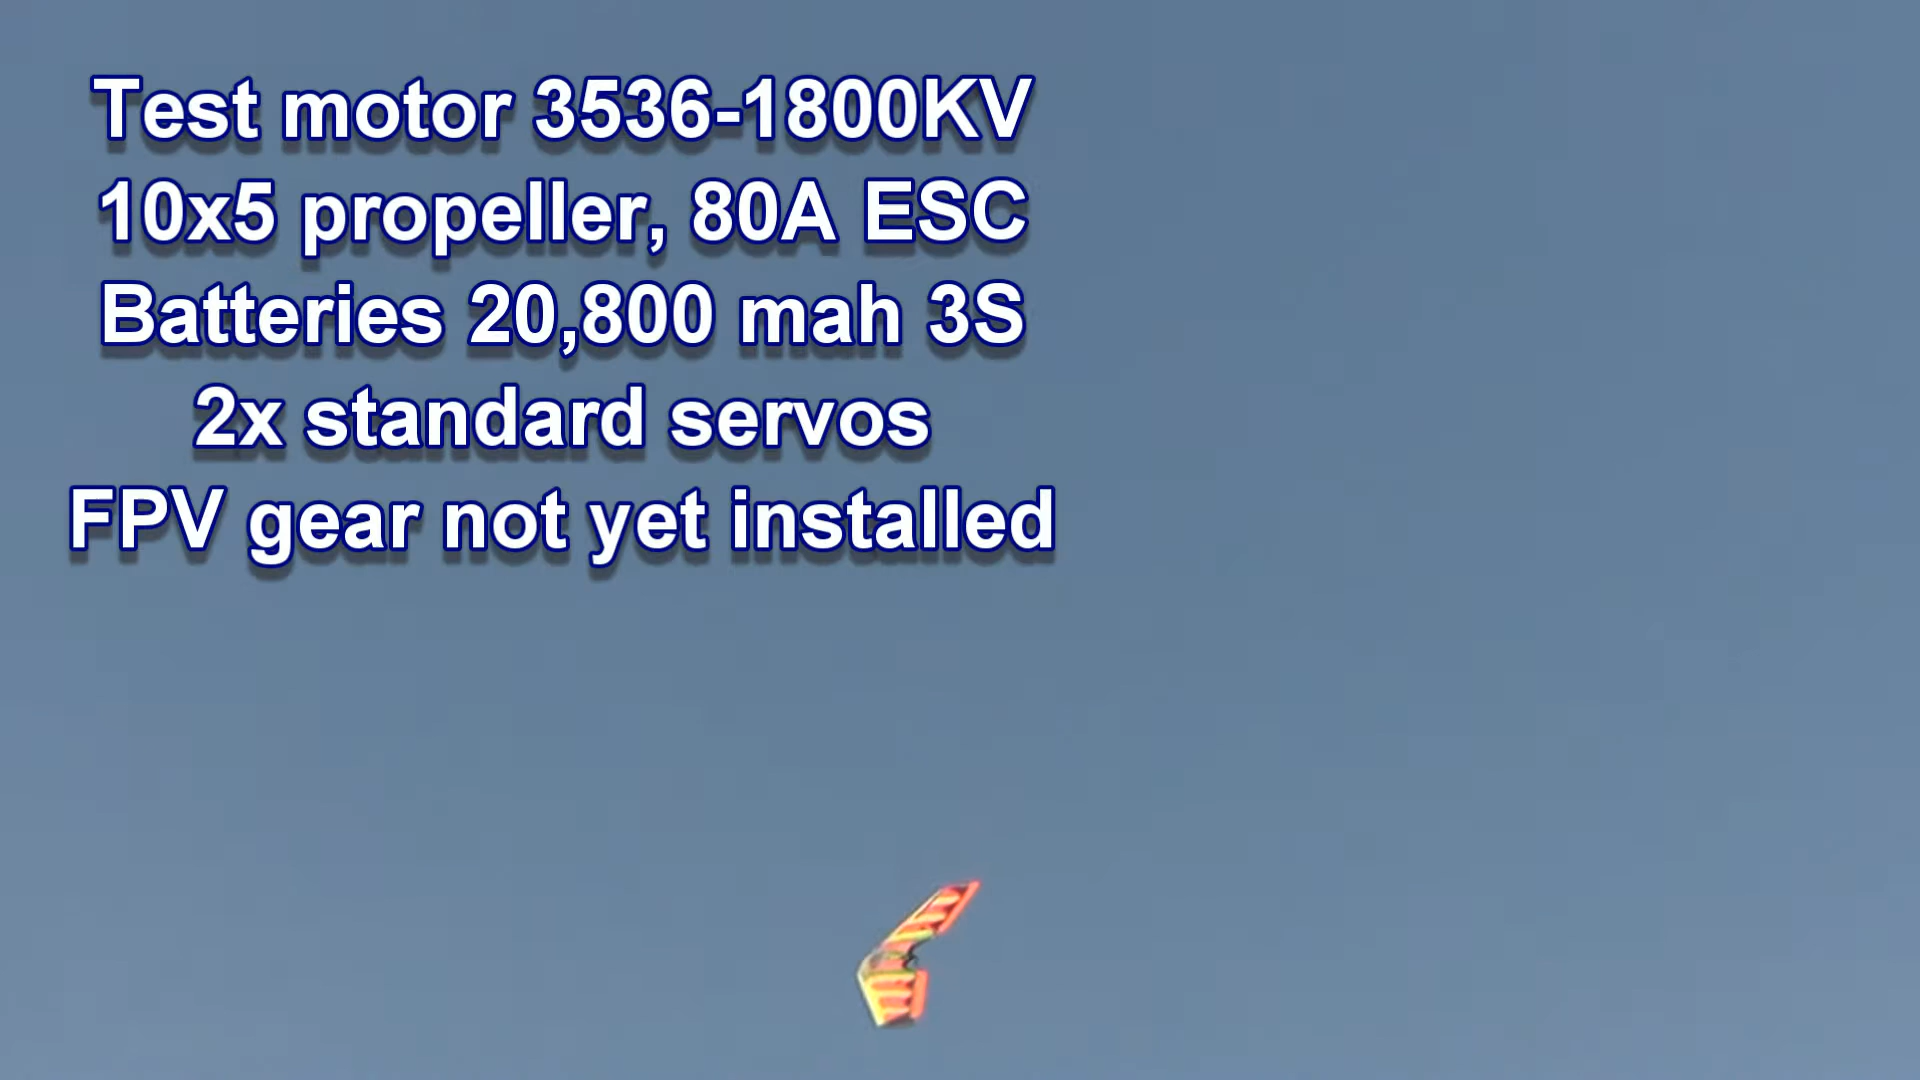 Test motor 3536-1800KV
10x5 propeller, 80A ESC
Batteries 20,800 mah 3S
2x standard servos
FPV gear not yet installed